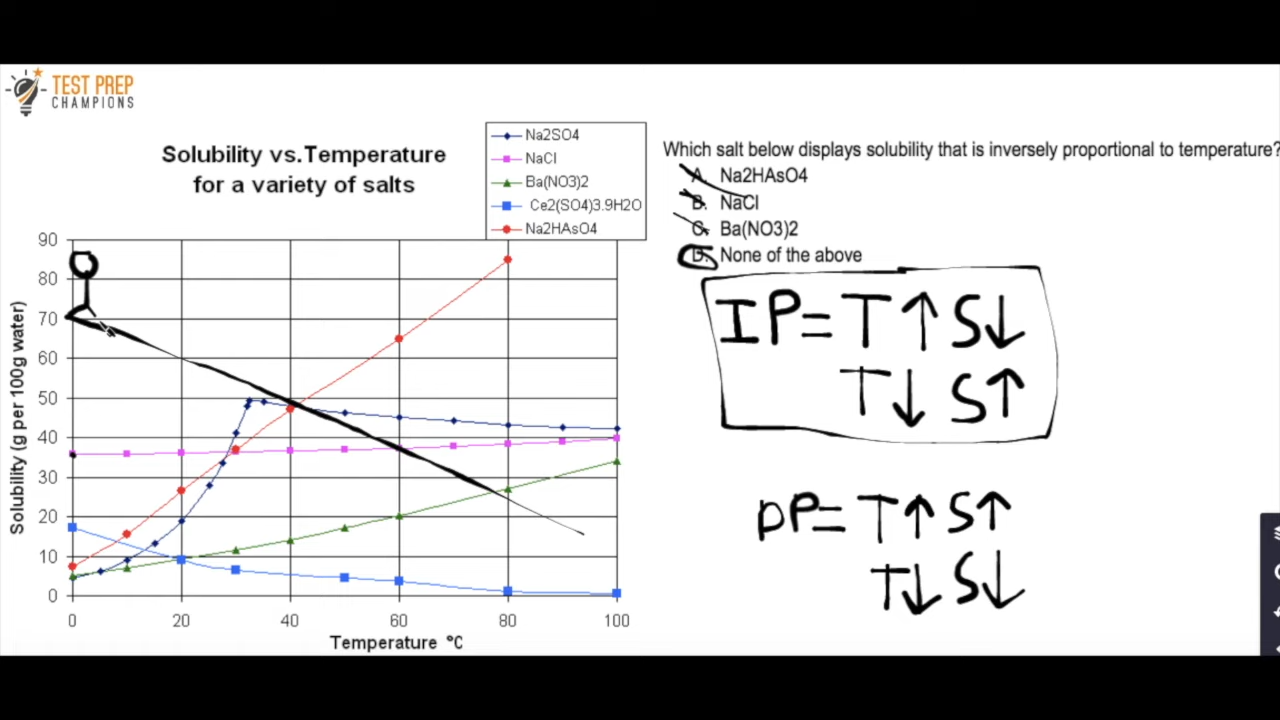 TEST PREP
CHAMPIONS
Solubility vs.Temperature
for a variety of salts
Na2SO4
NaCl
Ba(NO3)2
Ce2(SO4)3.9H2O
Na2HAsO4
Solubility (g per 100g water)
90
80
70
60
50
40
30
20
10
0
0 20 40 60 80 100
Temperature °C
Which salt below displays solubility that is inversely proportional to temperature?
A. Na2HAsO4
B. NaCl
C. Ba(NO3)2
D. None of the above
IP= T↑ S↓
T↓ S↑
DP= T↑ S↑
T↓ S↓